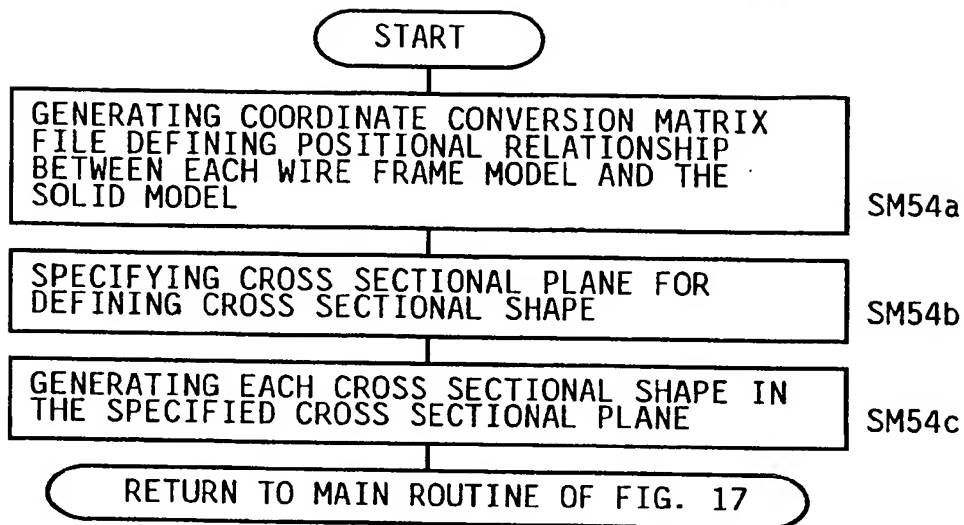 START
GENERATING COORDINATE CONVERSION MATRIX
FILE DEFINING POSITIONAL RELATIONSHIP
BETWEEN EACH WIRE FRAME MODEL AND THE
SOLID MODEL
SM54a
SPECIFYING CROSS SECTIONAL PLANE FOR
DEFINING CROSS SECTIONAL SHAPE
SM54b
GENERATING EACH CROSS SECTIONAL SHAPE IN
THE SPECIFIED CROSS SECTIONAL PLANE
SM54c
RETURN TO MAIN ROUTINE OF FIG. 17